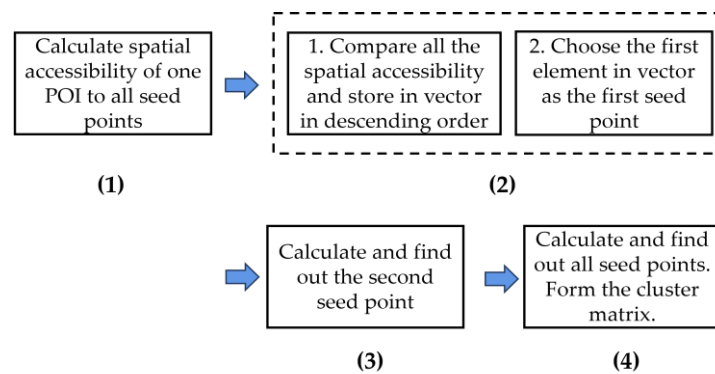 Calculate spatial
accessibility of one
POI to all seed
points
1. Compare all the
spatial accessibility
and store in vector
in descending order
2. Choose the first
element in vector
as the first seed
point
(1)
(2)
Calculate and find
out the second
seed point
Calculate and find
out all seed points.
Form the cluster
matrix.
(3)
(4)